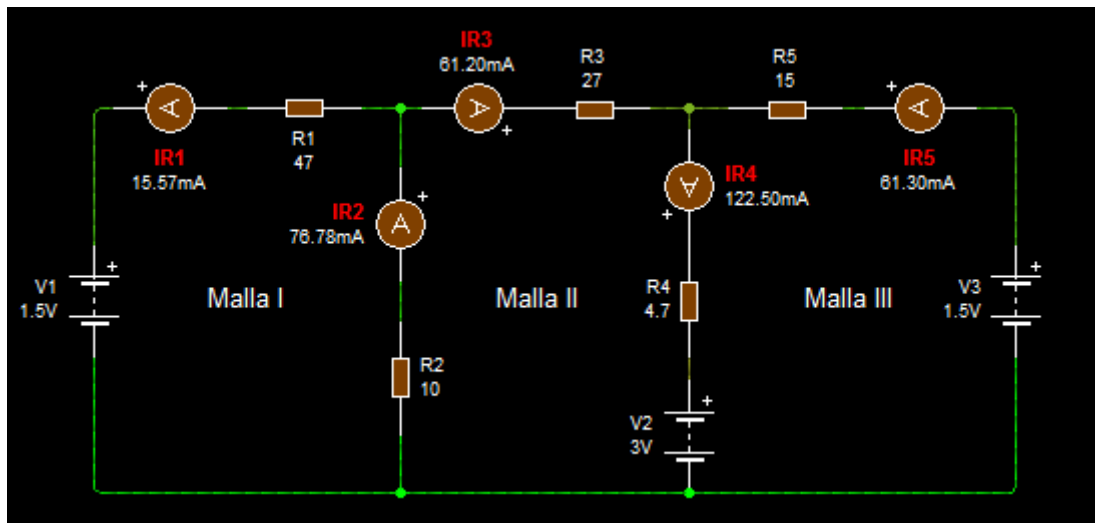 IR3
61.20mA
R3
27
R5
15
+
+
A
A
A
+
R1
47
IR1
15.57mA
IR5
61.30mA
IR4
122.50mA
A
+
+
A
IR2
76.78mA
+
V1
1.5V
Malla I
Malla II
R4
4.7
Malla III
+
V3
1.5V
R2
10
+
V2
3V